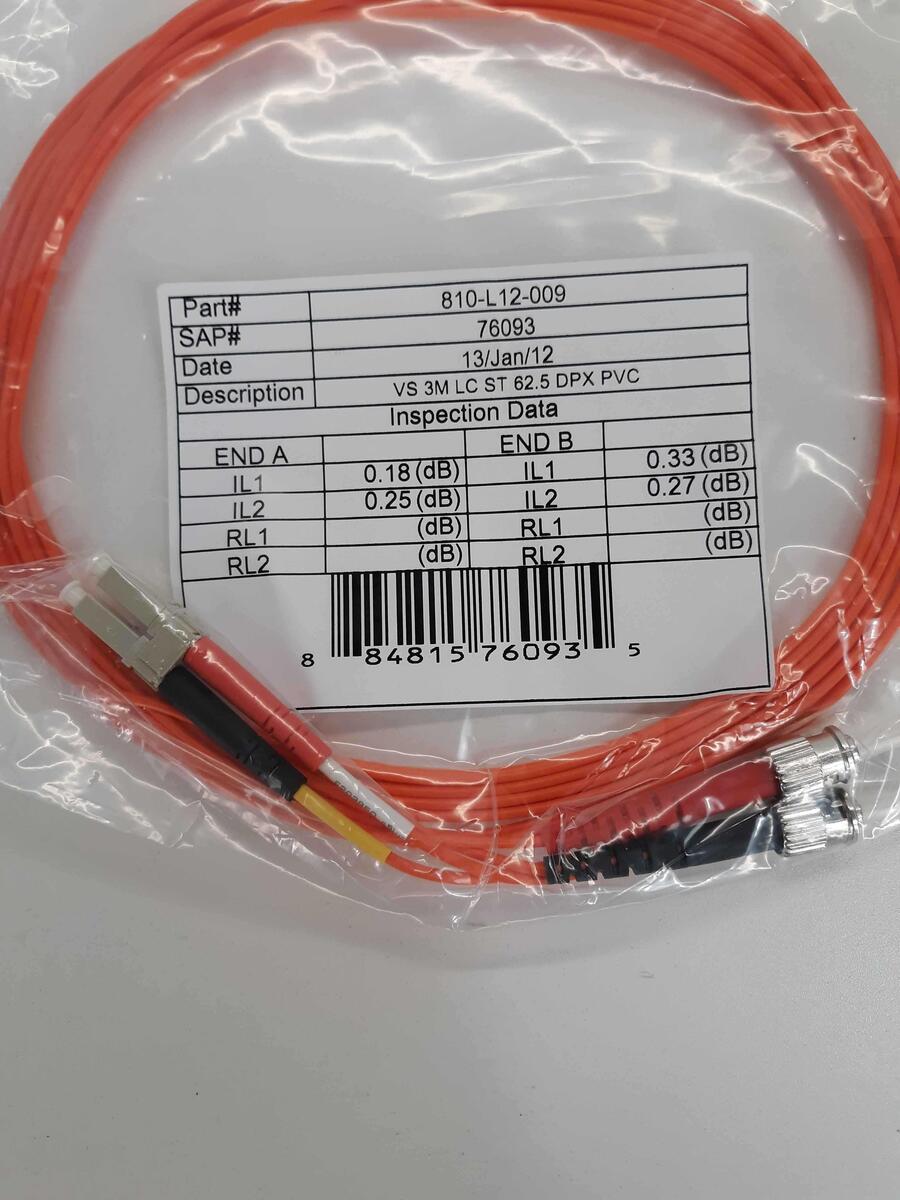 Part# 810-L12-009
SAP# 76093
Date 13/Jan/12
Description VS 3M LC ST 62.5 DPX PVC
Inspection Data
END A END B
IL1 0.18 (dB) IL1 0.33 (dB)
IL2 0.25 (dB) IL2 0.27 (dB)
RL1 (dB) RL1 (dB)
RL2 (dB) RL2 (dB)
8 84815 76093 5